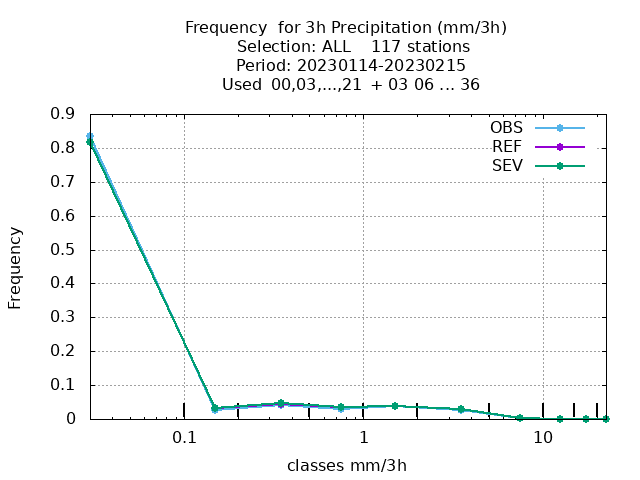 Frequency  for 3h Precipitation (mm/3h)
Selection: ALL    117 stations
Period: 20230114-20230215
Used  00,03,...,21  + 03 06 ... 36
OBS
REF
SEV
0.9
0.8
0.7
0.6
0.5
0.4
0.3
0.2
0.1
0
Frequency
0.1 1 10
classes mm/3h